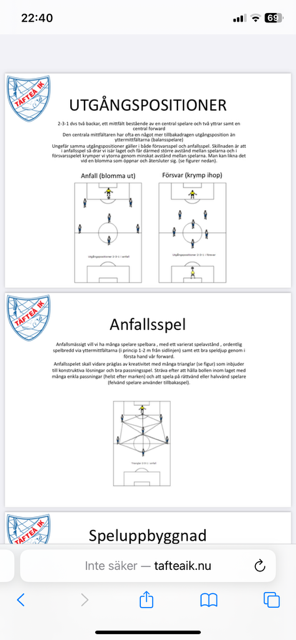 22:40
69
TAFTEÅ IK
UTGÅNGSPOSITIONER
2-3-1 dvs två backar, ett mittfält bestående av en central spelare och två yttrar samt en
central forward
Den centrala mittfältaren har ofta en något mer tillbakadragen utgångsposition än
yttermittfältarna (balansspelare)
Ungefär samma utgångspositioner gäller i både försvarsspel och anfallsspel. Skillnaden är att
i anfallsspel så drar vi isär laget och får därmed större avstånd mellan spelarna och i
försvarsspelet krymper vi ytorna genom minskat avstånd mellan spelarna. Man kan likna det
vid en blomma som öppnar och återsluter sig. (se figurer nedan).
Anfall (blomma ut)
Försvar (krymp ihop)
TAFTEÅ IK
Anfallsspel
Anfallsmässigt vill vi ha många spelare spelbara , med ett varierat spelavstånd , ordentlig
spelbredd via yttermittfältarna (i princip 1-2 m från sidlinjen) samt ett bra speldjup genom i
första hand vår forward.
Anfallsspelet skall vidare präglas av kreativitet med många trianglar (se figur) som inbjuder
till konstruktiva lösningar och bra passningsspel. Sträva efter att hålla bollen inom laget med
många enkla passningar (helst efter marken) och att spela på rättvänd eller halvvänd spelare
(felvänd spelare använder tillbakaspel).
TAFTEÅ IK
Speluppbyggnad
Inte säker — tafteaik.nu